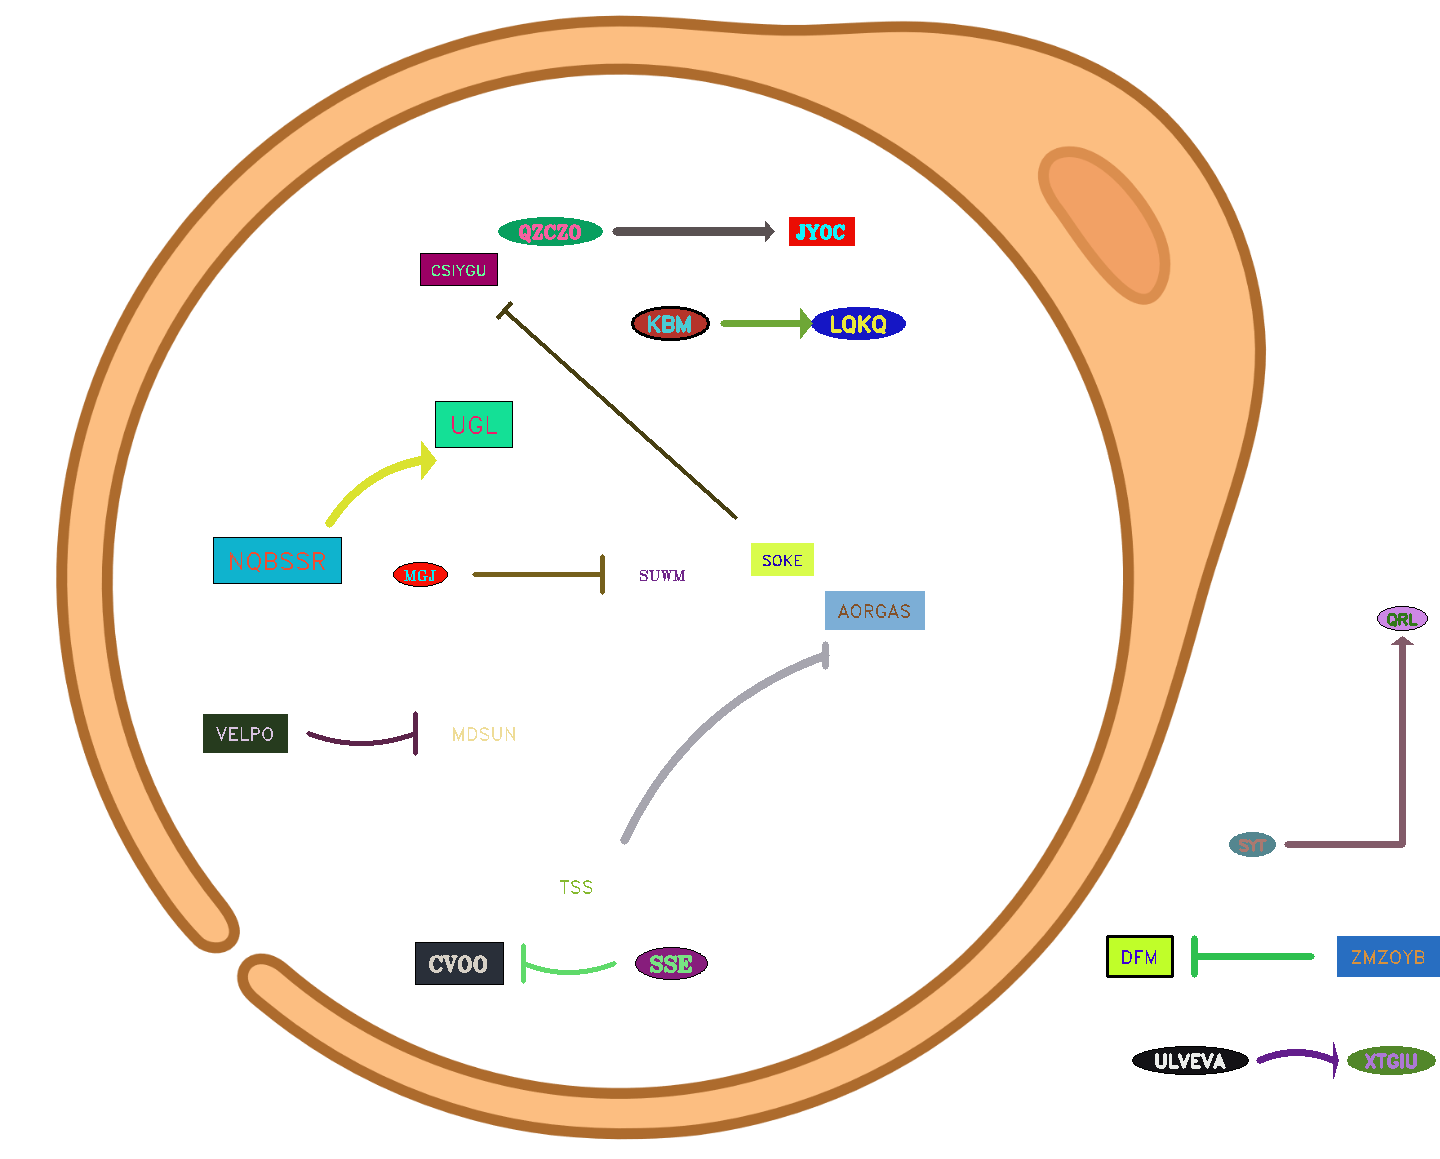 QZCZO
JYOC
CSIYGU
KBM
LQKQ
UGL
NQBSSR
MGJ
SUWM
SOKE
AORGAS
QRL
VELPO
MDSUN
SYT
TSS
CVOO
SSE
DFM
ZMZOYB
ULVEVA
XTGIU